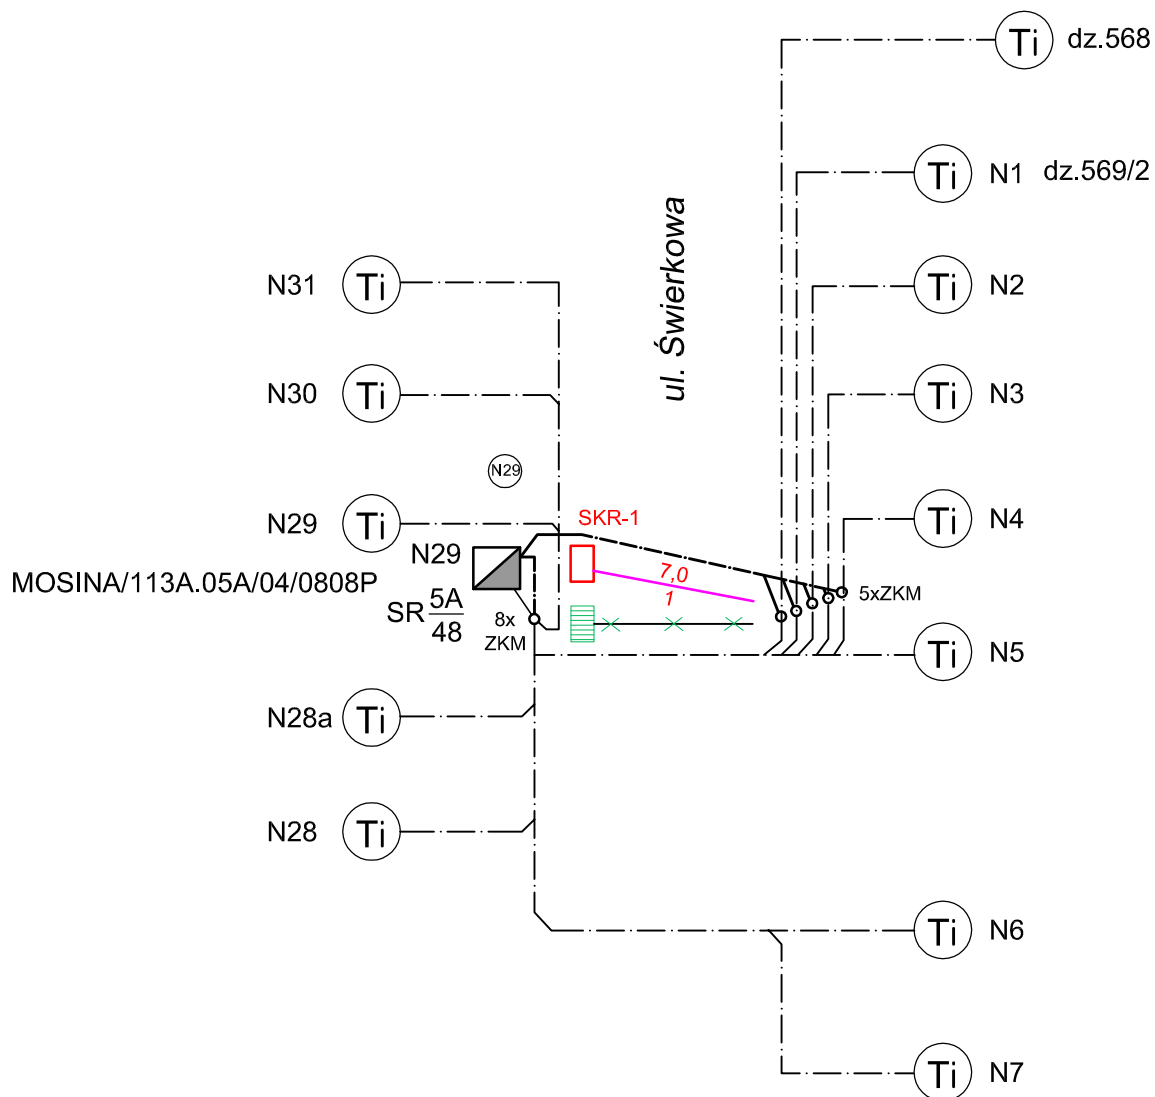 Ti dz.568
Ti N1 dz.569/2
ul. Świerkowa
N31 Ti
Ti N2
N30 Ti
Ti N3
N29
N29 Ti
SKR-1
Ti N4
N29
MOSINA/113A.05A/04/0808P
7,0
1
SR 5A
48
8x
ZKM
5xZKM
Ti N5
N28a Ti
N28 Ti
Ti N6
Ti N7